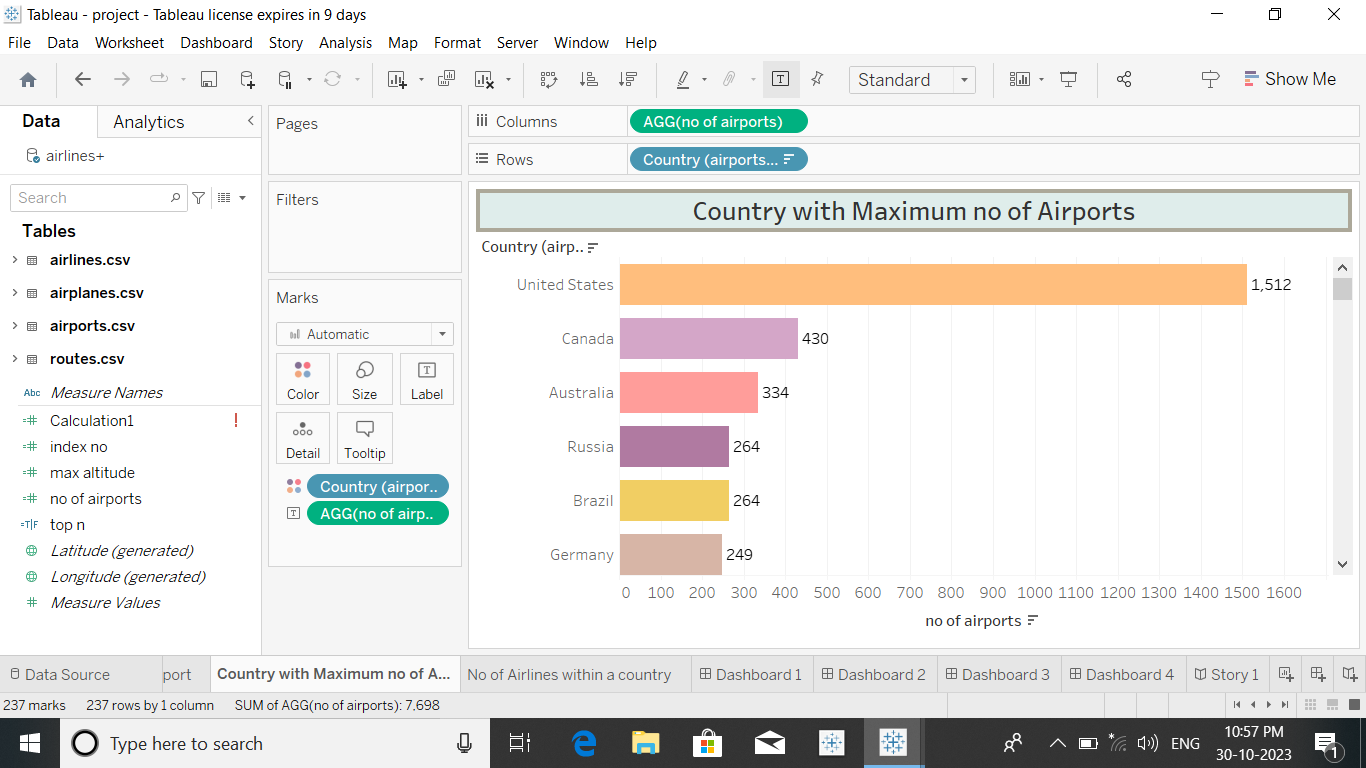 Tableau - project - Tableau license expires in 9 days
File Data Worksheet Dashboard Story Analysis Map Format Server Window Help
Standard
Show Me
Data
Analytics
airlines+
Search
Tables
airlines.csv
airplanes.csv
airports.csv
routes.csv
Abc Measure Names
Calculation1 !
index no
max altitude
no of airports
T|F top n
Latitude (generated)
Longitude (generated)
Measure Values
Pages
Filters
Marks
Automatic
Color Size Label
Detail Tooltip
Country (airpor..
AGG(no of airp..
Columns AGG(no of airports)
Rows Country (airports...
Country with Maximum no of Airports
Country (airp..
United States 1,512
Canada 430
Australia 334
Russia 264
Brazil 264
Germany 249
0 100 200 300 400 500 600 700 800 900 1000 1100 1200 1300 1400 1500 1600
no of airports
Data Source port Country with Maximum no of A... No of Airlines within a country Dashboard 1 Dashboard 2 Dashboard 3 Dashboard 4 Story 1
237 marks 237 rows by 1 column SUM of AGG(no of airports): 7,698
Type here to search
ENG
10:57 PM
30-10-2023
1